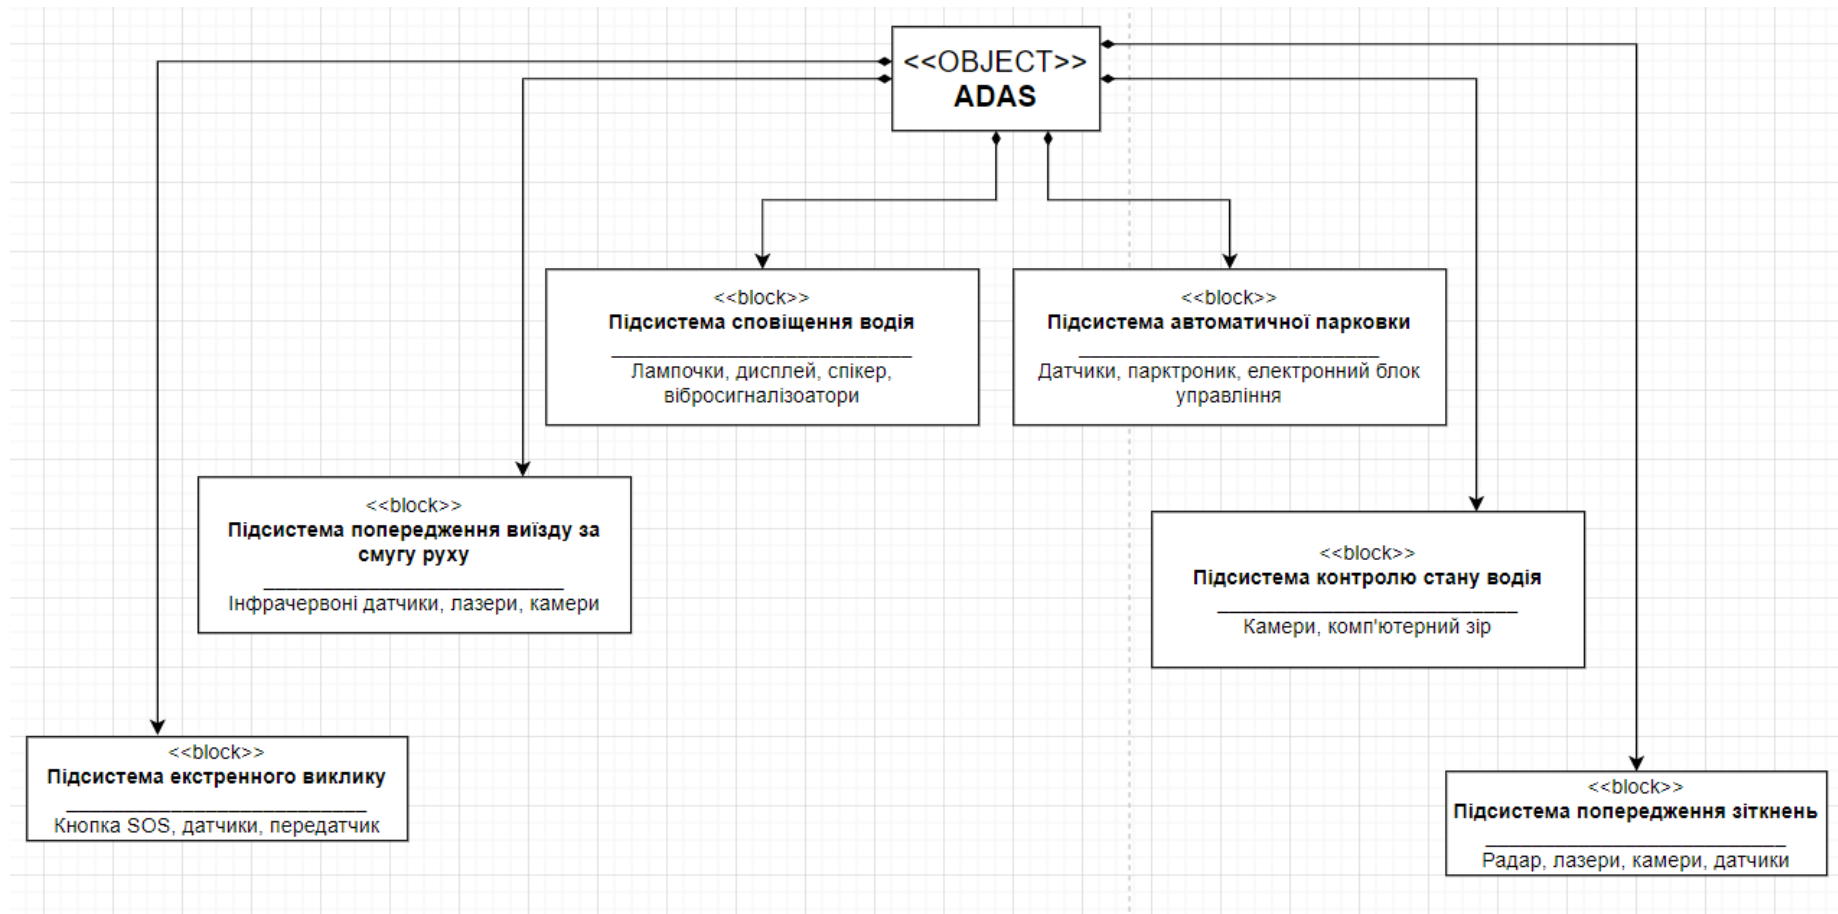 <<OBJECT>>
ADAS
<<block>>
Підсистема сповіщення водія
Лампочки, дисплей, спікер,
вібросигналізоатори
<<block>>
Підсистема автоматичної парковки
Датчики, парктроник, електронний блок
управління
<<block>>
Підсистема попередження виїзду за
смугу руху
Інфрачервоні датчики, лазери, камери
<<block>>
Підсистема контролю стану водія
Камери, комп'ютерний зір
<<block>>
Підсистема екстренного виклику
Кнопка SOS, датчики, передатчик
<<block>>
Підсистема попередження зіткнень
Радар, лазери, камери, датчики